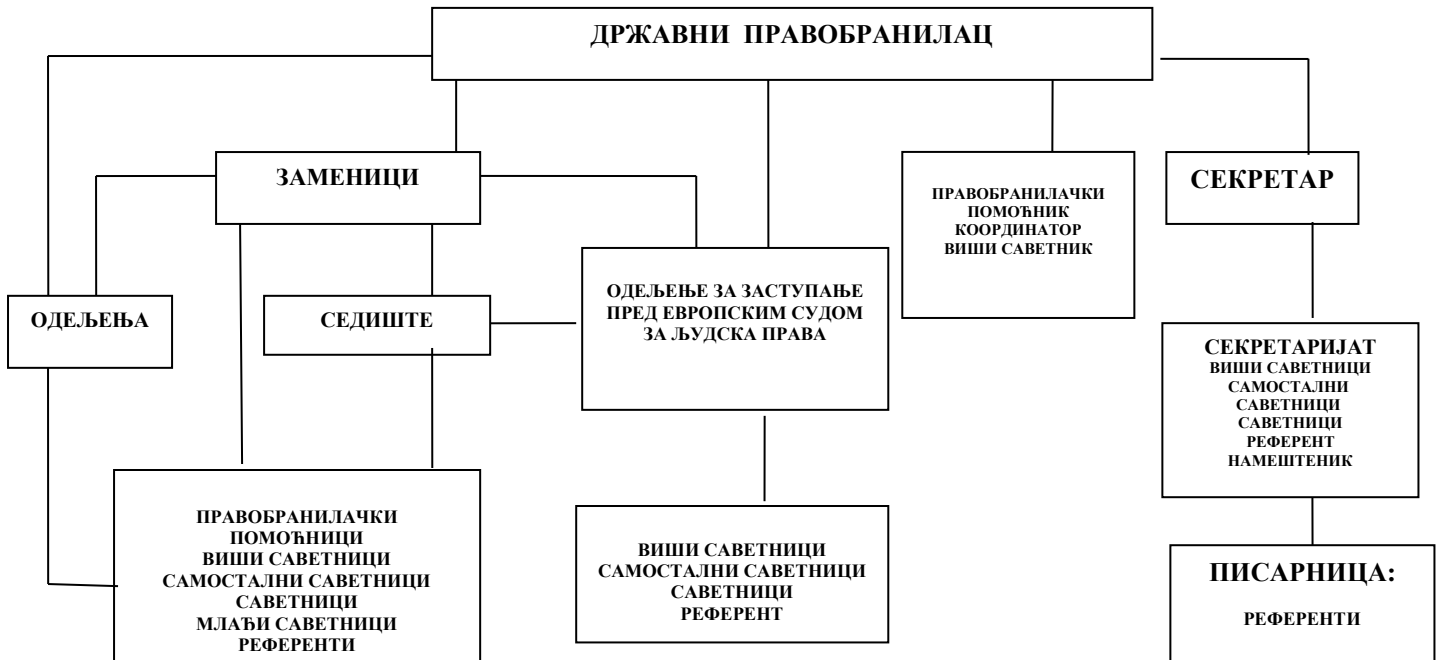 ДРЖАВНИ ПРАВОБРАНИЛАЦ
ЗАМЕНИЦИ
ПРАВОБРАНИЛАЧКИ
ПОМОЋНИК
КООРДИНАТОР
ВИШИ САВЕТНИК
СЕКРЕТАР
ОДЕЉЕЊА
СЕДИШТЕ
ОДЕЉЕЊЕ ЗА ЗАСТУПАЊЕ
ПРЕД ЕВРОПСКИМ СУДОМ
ЗА ЉУДСКА ПРАВА
СЕКРЕТАРИЈАТ
ВИШИ САВЕТНИЦИ
САМОСТАЛНИ
САВЕТНИЦИ
САВЕТНИЦИ
РЕФЕРЕНТ
НАМЕШТЕНИК
ПРАВОБРАНИЛАЧКИ
ПОМОЋНИЦИ
ВИШИ САВЕТНИЦИ
САМОСТАЛНИ САВЕТНИЦИ
САВЕТНИЦИ
МЛАЂИ САВЕТНИЦИ
РЕФЕРЕНТИ
ВИШИ САВЕТНИЦИ
САМОСТАЛНИ САВЕТНИЦИ
САВЕТНИЦИ
РЕФЕРЕНТ
ПИСАРНИЦА:
РЕФЕРЕНТИ